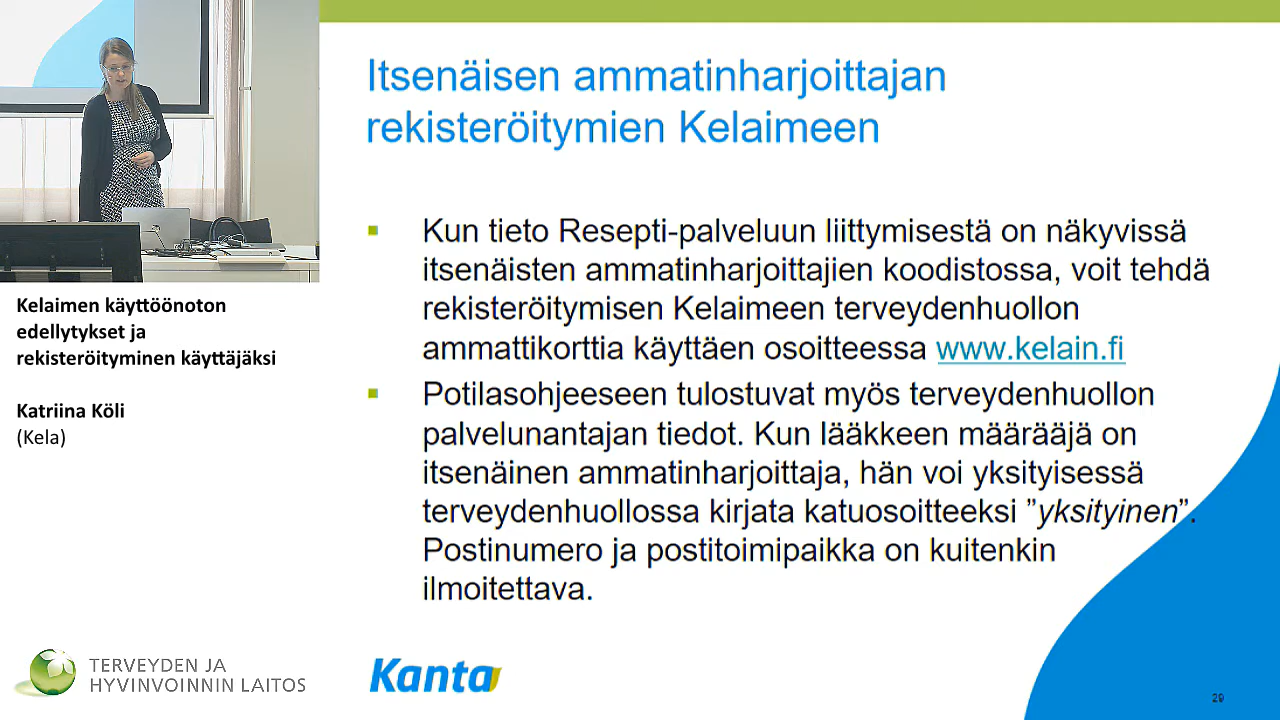 Itsenäisen ammatinharjoittajan
rekisteröitymien Kelaimeen
Kun tieto Resepti-palveluun liittymisestä on näkyvissä
itsenäisten ammatinharjoittajien koodistossa, voit tehdä
rekisteröitymisen Kelaimeen terveydenhuollon
ammattikorttia käyttäen osoitteessa www.kelain.fi
Potilasohjeeseen tulostuvat myös terveydenhuollon
palvelunantajan tiedot. Kun lääkkeen määrääjä on
itsenäinen ammatinharjoittaja, hän voi yksityisessä
terveydenhuollossa kirjata katuosoitteeksi ”yksityinen”.
Postinumero ja postitoimipaikka on kuitenkin
ilmoitettava.
Kelaimen käyttöönoton
edellytykset ja
rekisteröityminen käyttäjäksi
Katriina Köli
(Kela)
TERVEYDEN JA
HYVINVOINNIN LAITOS
Kanta
29